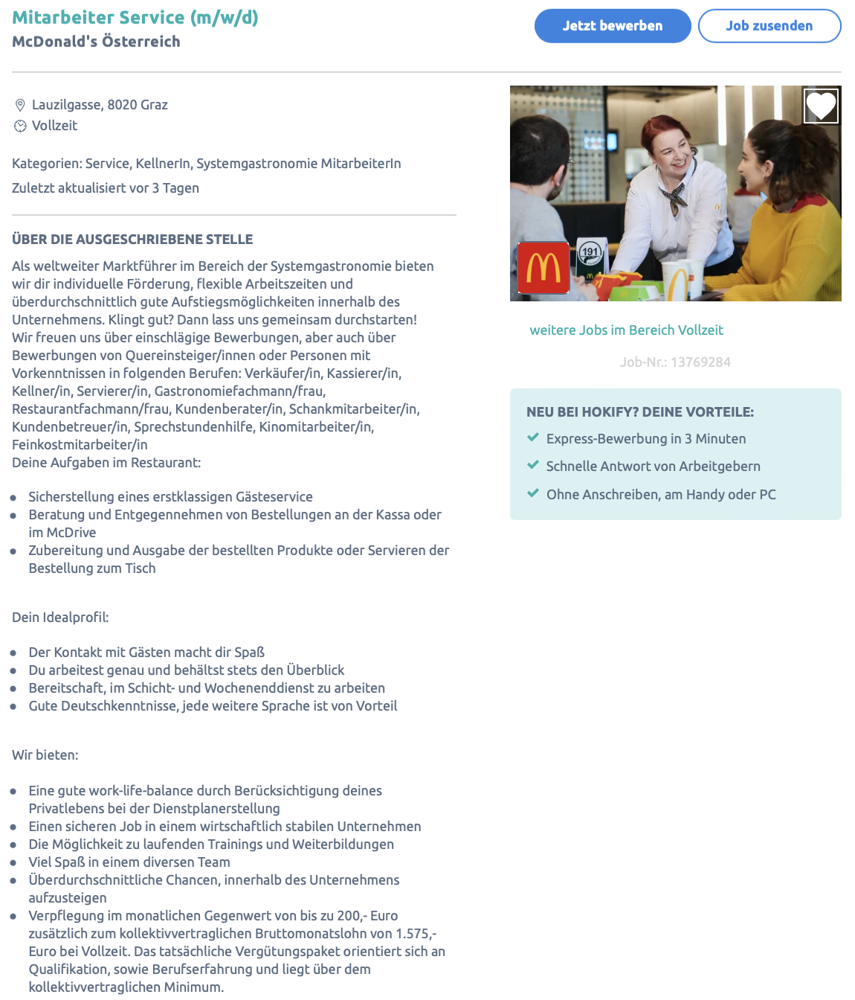 Mitarbeiter Service (m/w/d)
McDonald's Österreich
Jetzt bewerben
Job zusenden
Lauzilgasse, 8020 Graz
Vollzeit
Kategorien: Service, KellnerIn, Systemgastronomie MitarbeiterIn
Zuletzt aktualisiert vor 3 Tagen
ÜBER DIE AUSGESCHRIEBENE STELLE
Als weltweiter Marktführer im Bereich der Systemgastronomie bieten
wir dir individuelle Förderung, flexible Arbeitszeiten und
überdurchschnittlich gute Aufstiegsmöglichkeiten innerhalb des
Unternehmens. Klingt gut? Dann lass uns gemeinsam durchstarten!
Wir freuen uns über einschlägige Bewerbungen, aber auch über
Bewerbungen von Quereinsteiger/innen oder Personen mit
Vorkenntnissen in folgenden Berufen: Verkäufer/in, Kassierer/in,
Kellner/in, Servierer/in, Gastronomiefachmann/frau,
Restaurantfachmann/frau, Kundenberater/in, Schankmitarbeiter/in,
Kundenbetreuer/in, Sprechstundenhilfe, Kinomitarbeiter/in,
Feinkostmitarbeiter/in
Deine Aufgaben im Restaurant:
• Sicherstellung eines erstklassigen Gästeservice
• Beratung und Entgegennehmen von Bestellungen an der Kassa oder
im McDrive
• Zubereitung und Ausgabe der bestellten Produkte oder Servieren der
Bestellung zum Tisch
Dein Idealprofil:
• Der Kontakt mit Gästen macht dir Spaß
• Du arbeitest genau und behältst stets den Überblick
• Bereitschaft, im Schicht- und Wochenenddienst zu arbeiten
• Gute Deutschkenntnisse, jede weitere Sprache ist von Vorteil
Wir bieten:
• Eine gute work-life-balance durch Berücksichtigung deines
Privatlebens bei der Dienstplanerstellung
• Einen sicheren Job in einem wirtschaftlich stabilen Unternehmen
• Die Möglichkeit zu laufenden Trainings und Weiterbildungen
• Viel Spaß in einem diversen Team
• Überdurchschnittliche Chancen, innerhalb des Unternehmens
aufzusteigen
• Verpflegung im monatlichen Gegenwert von bis zu 200,- Euro
zusätzlich zum kollektivvertraglichen Bruttomonatslohn von 1.575,-
Euro bei Vollzeit. Das tatsächliche Vergütungspaket orientiert sich an
Qualifikation, sowie Berufserfahrung und liegt über dem
kollektivvertraglichen Minimum.
191
weitere Jobs im Bereich Vollzeit
Job-Nr.: 13769284
NEU BEI HOKIFY? DEINE VORTEILE:
Express-Bewerbung in 3 Minuten
Schnelle Antwort von Arbeitgebern
Ohne Anschreiben, am Handy oder PC